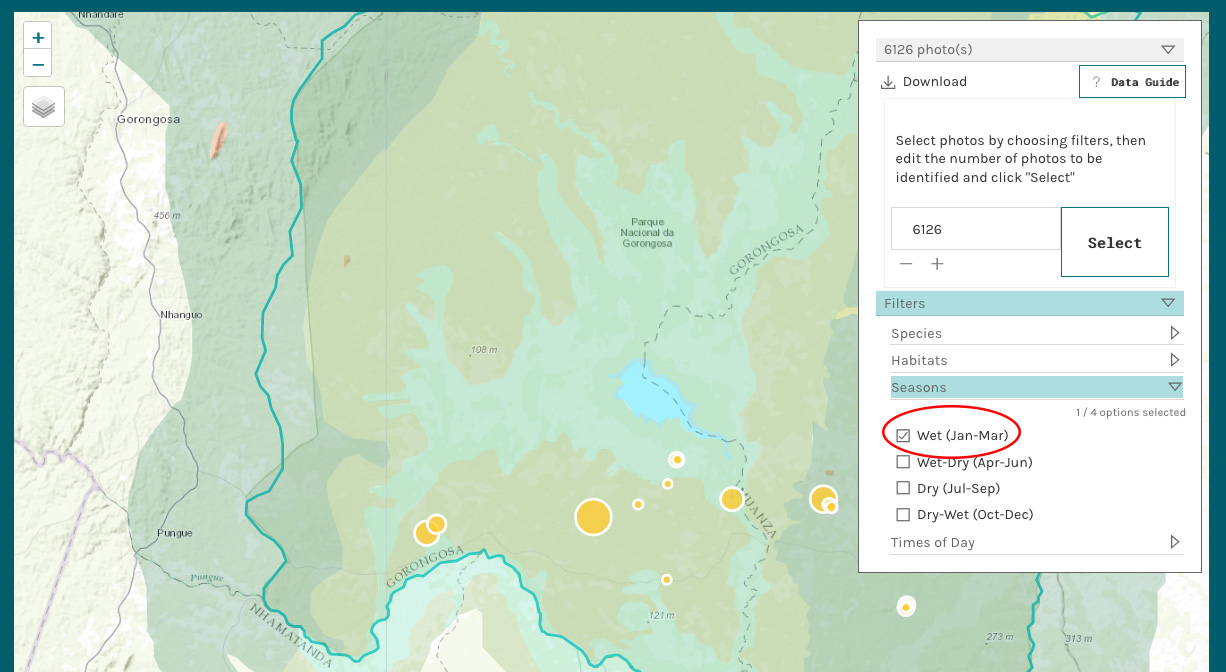 Nhandare
+
−
Gorongosa
456 m
Nhanguo
Pungue
Pungue
NHAMATANDA
GORONGOSA
108 m
Parque
Nacional da
Gorongosa
GORONGOSA
MUANZA
121 m
273 m
313 m
6126 photo(s)
Download
? Data Guide
Select photos by choosing filters, then
edit the number of photos to be
identified and click "Select"
6126
Select
− +
Filters
Species
Habitats
Seasons
1 / 4 options selected
Wet (Jan-Mar)
Wet-Dry (Apr-Jun)
Dry (Jul-Sep)
Dry-Wet (Oct-Dec)
Times of Day